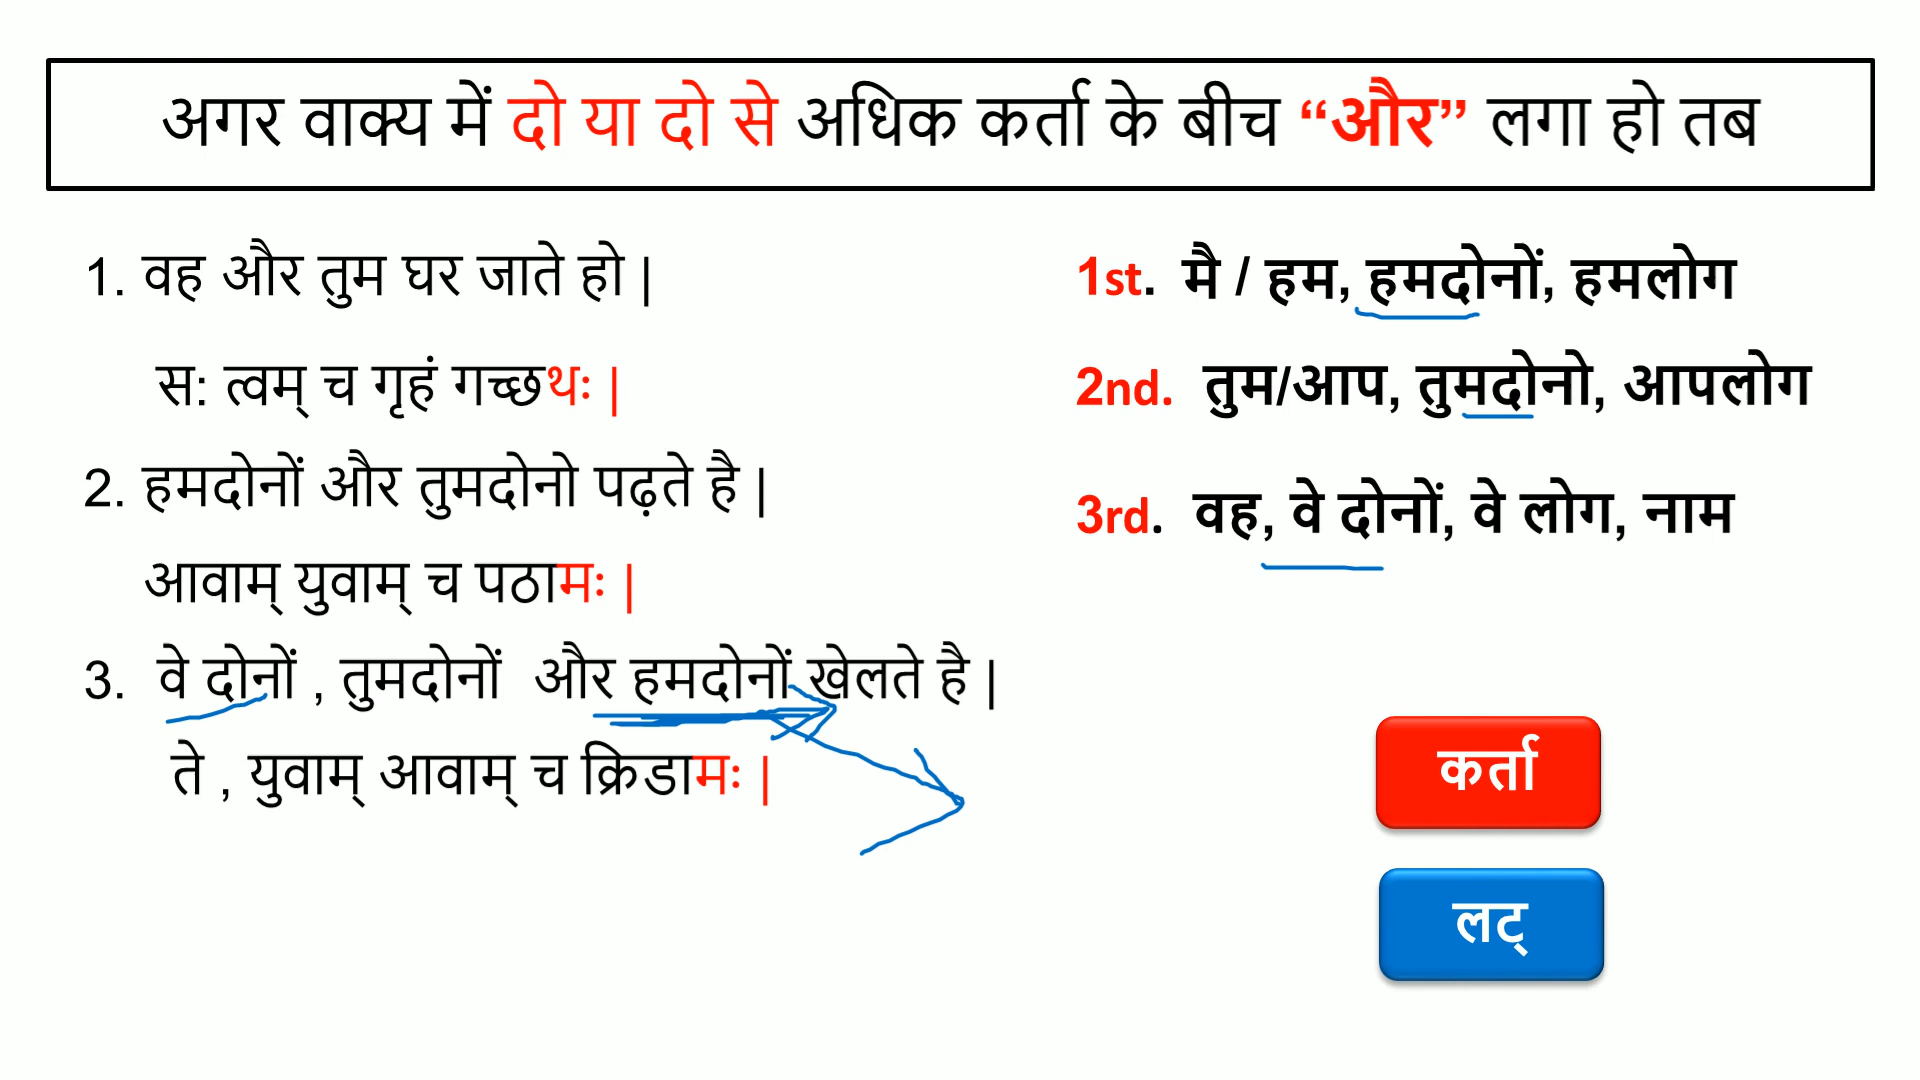 अगर वाक्य में दो या दो से अधिक कर्ता के बीच “और” लगा हो तब
1. वह और तुम घर जाते हो |
स: त्वम् च गृहं गच्छथः |
2. हमदोनों और तुमदोनो पढ़ते है |
आवाम् युवाम् च पठामः |
3. वे दोनों , तुमदोनों और हमदोनों खेलते है |
ते , युवाम् आवाम् च क्रिडामः |
1st. मै / हम, हमदोनों, हमलोग
2nd. तुम/आप, तुमदोनो, आपलोग
3rd. वह, वे दोनों, वे लोग, नाम
कर्ता
लट्